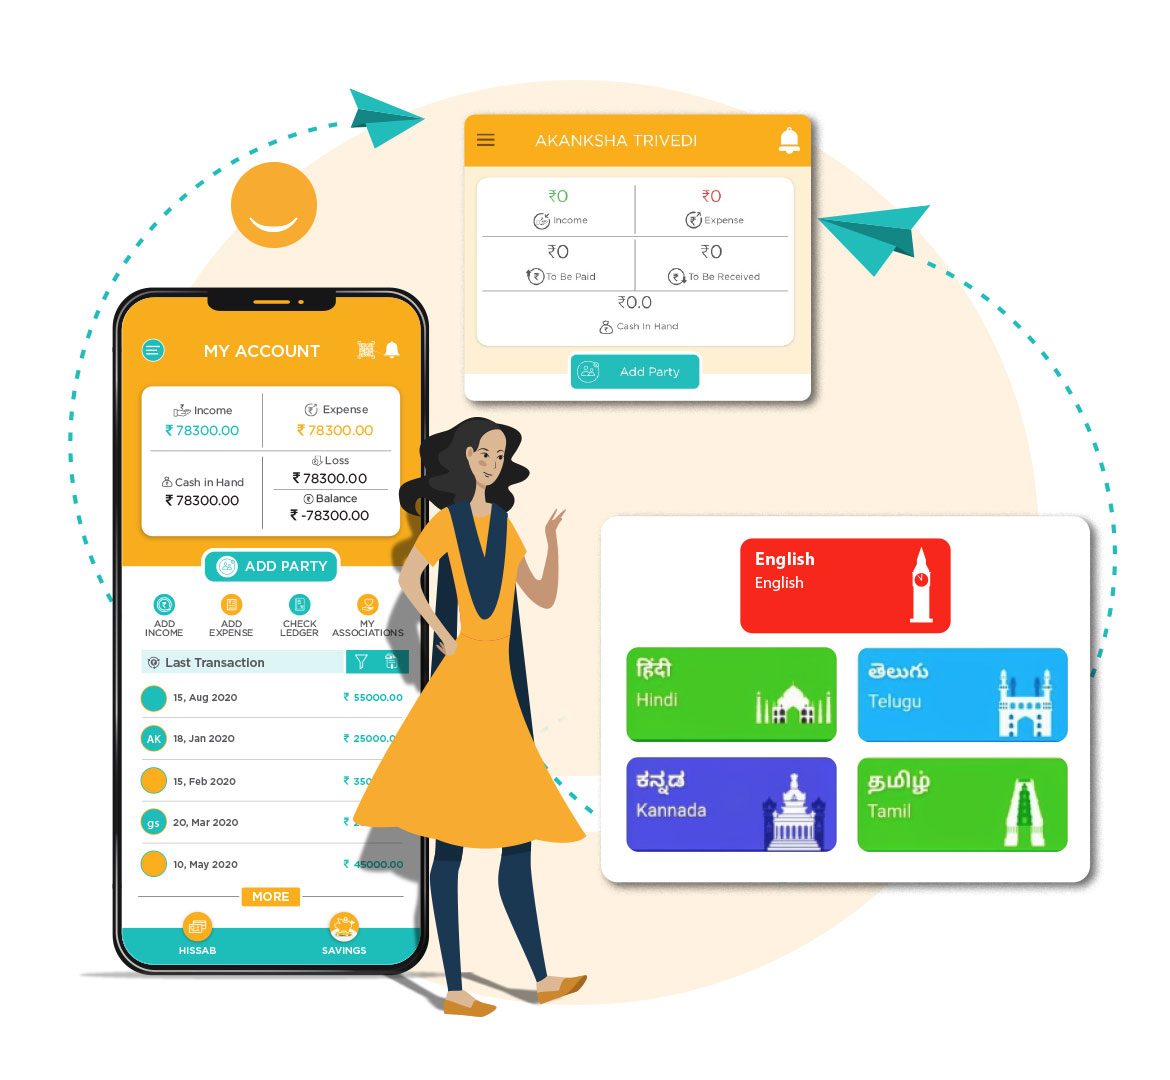 AKANKSHA TRIVEDI
₹0
₹0
Income
Expense
₹0
₹0
To Be Paid
To Be Received
₹0.0
Cash In Hand
Add Party
MY ACCOUNT
Income
Expense
₹ 78300.00
₹ 78300.00
Cash in Hand
₹ 78300.00
Loss
₹ 78300.00
Balance
₹ -78300.00
ADD PARTY
ADD INCOME
ADD EXPENSE
CHECK LEDGER
MY ASSOCIATIONS
Last Transaction
15, Aug 2020 ₹ 55000.00
AK 18, Jan 2020 ₹ 25000.0
15, Feb 2020 ₹ 350
gs 20, Mar 2020 ₹
10, May 2020 ₹ 45000.00
MORE
HISSAB
SAVINGS
English
English
हिंदी
Hindi
తెలుగు
Telugu
ಕನ್ನಡ
Kannada
தமிழ்
Tamil